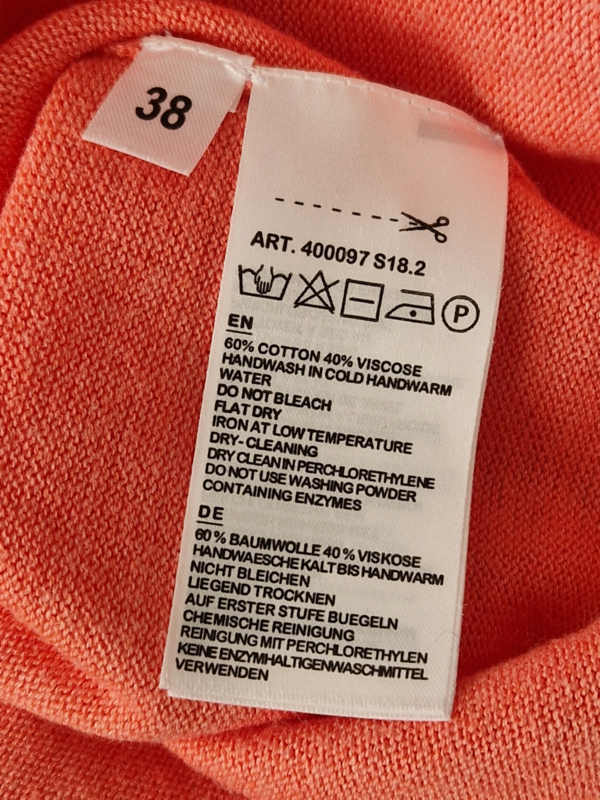 38
ART. 400097 S18.2
P
EN
60% COTTON 40% VISCOSE
HANDWASH IN COLD HANDWARM
WATER
DO NOT BLEACH
FLAT DRY
IRON AT LOW TEMPERATURE
DRY-CLEANING
DRY CLEAN IN PERCHLORETHYLENE
DO NOT USE WASHING POWDER
CONTAINING ENZYMES
DE
60 % BAUMWOLLE 40 % VISKOSE
HANDWAESCHE KALT BIS HANDWARM
NICHT BLEICHEN
LIEGEND TROCKNEN
AUF ERSTER STUFE BUEGELN
CHEMISCHE REINIGUNG
REINIGUNG MIT PERCHLORETHYLEN
KEINE ENZYMHALTIGEN WASCHMITTEL
VERWENDEN